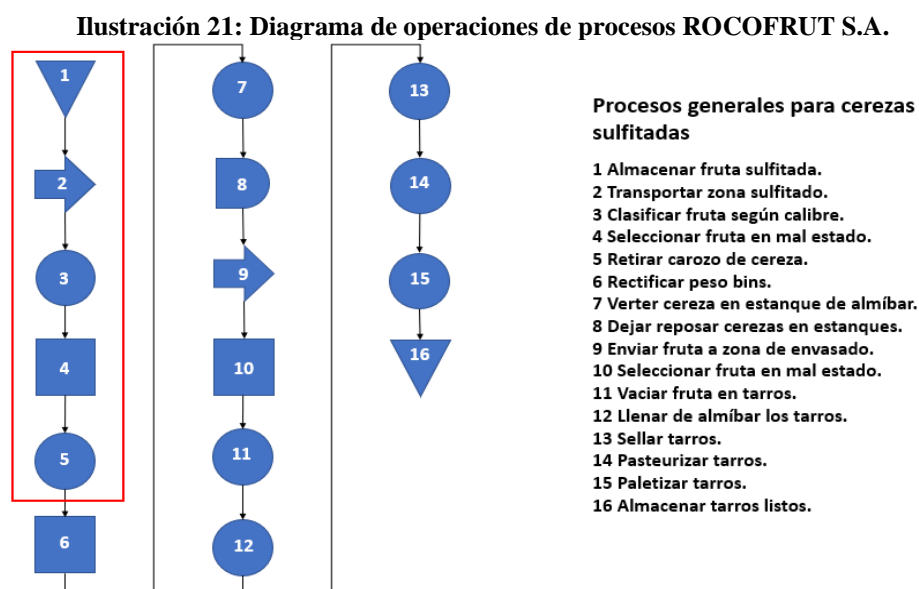 Ilustración 21: Diagrama de operaciones de procesos ROCOFRUT S.A.
1
2
3
4
5
6
7
8
9
10
11
12
13
14
15
16
Procesos generales para cerezas
sulfitadas
1 Almacenar fruta sulfitada.
2 Transportar zona sulfitado.
3 Clasificar fruta según calibre.
4 Seleccionar fruta en mal estado.
5 Retirar carozo de cereza.
6 Rectificar peso bins.
7 Verter cereza en estanque de almíbar.
8 Dejar reposar cerezas en estanques.
9 Enviar fruta a zona de envasado.
10 Seleccionar fruta en mal estado.
11 Vaciar fruta en tarros.
12 Llenar de almíbar los tarros.
13 Sellar tarros.
14 Pasteurizar tarros.
15 Paletizar tarros.
16 Almacenar tarros listos.